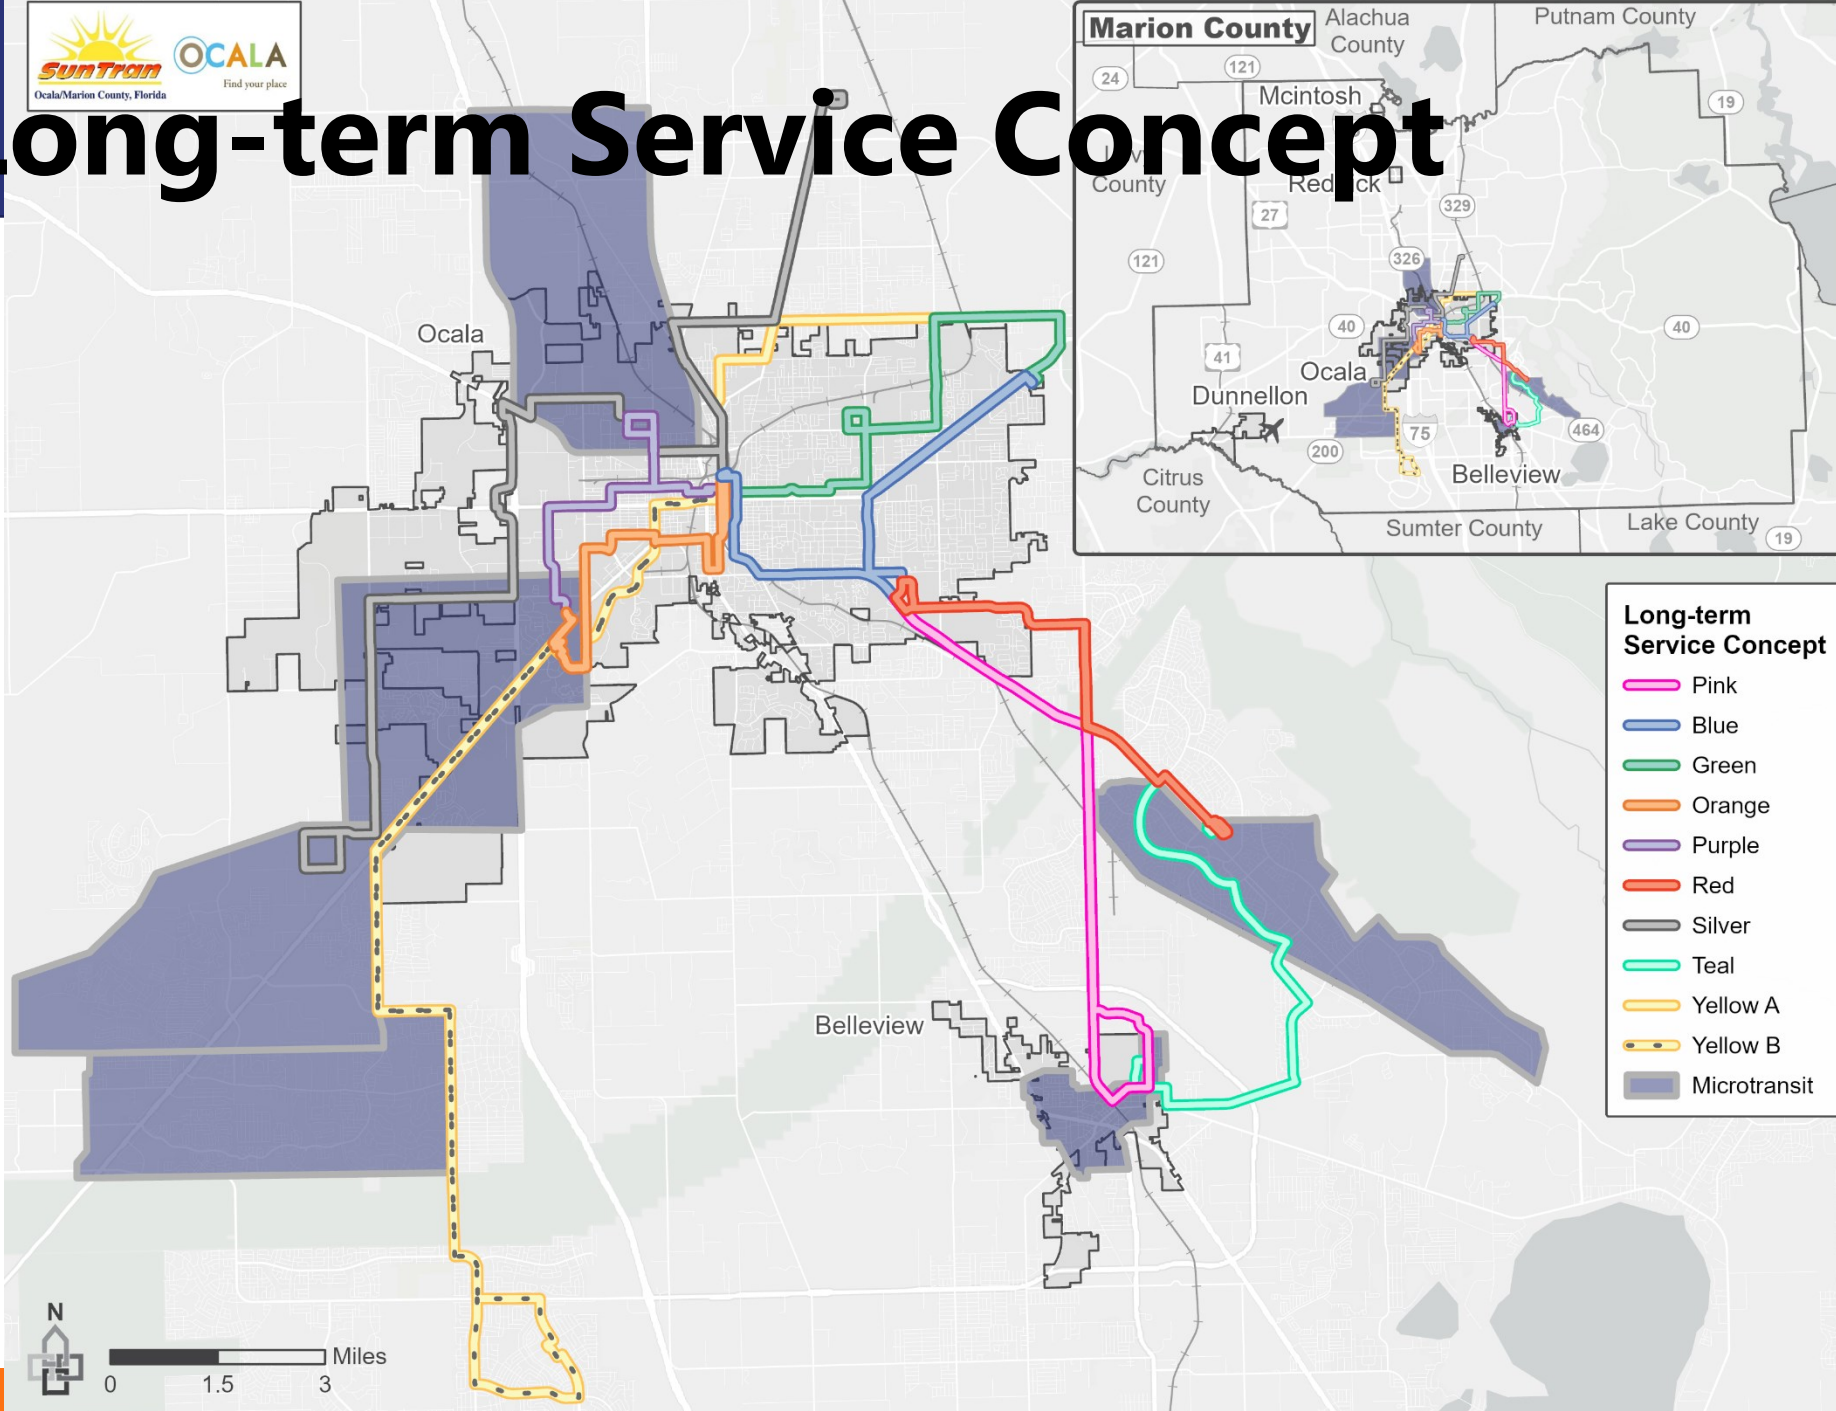 SunTran
Ocala/Marion County, Florida
OCALA
Find your place
Long-term Service Concept
Marion County
Alachua
County
Putnam County
24
121
19
Mcintosh
County
Reddick
27
329
121
326
40
40
41
Ocala
Dunnellon
75
464
200
Belleview
Citrus
County
Sumter County
Lake County
19
Ocala
Belleview
Long-term
Service Concept
Pink
Blue
Green
Orange
Purple
Red
Silver
Teal
Yellow A
Yellow B
Microtransit
N
Miles
0 1.5 3